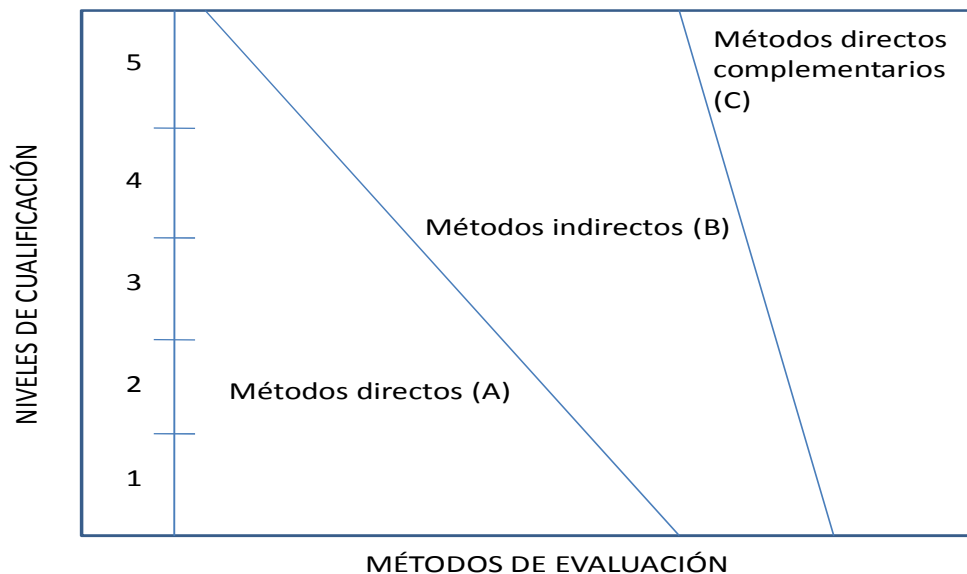 Métodos directos
complementarios
(C)
5
4
Métodos indirectos (B)
3
2
Métodos directos (A)
1
NIVELES DE CUALIFICACIÓN
MÉTODOS DE EVALUACIÓN